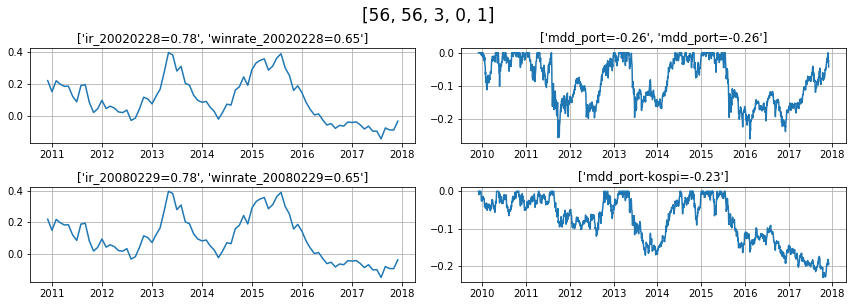 [56, 56, 3, 0, 1]
['ir_20020228=0.78', 'winrate_20020228=0.65']
0.4
0.2
0.0
2011 2012 2013 2014 2015 2016 2017 2018
['mdd_port=-0.26', 'mdd_port=-0.26']
0.0
−0.1
−0.2
2010 2011 2012 2013 2014 2015 2016 2017 2018
['ir_20080229=0.78', 'winrate_20080229=0.65']
0.4
0.2
0.0
2011 2012 2013 2014 2015 2016 2017 2018
['mdd_port-kospi=-0.23']
0.0
−0.1
−0.2
2010 2011 2012 2013 2014 2015 2016 2017 2018